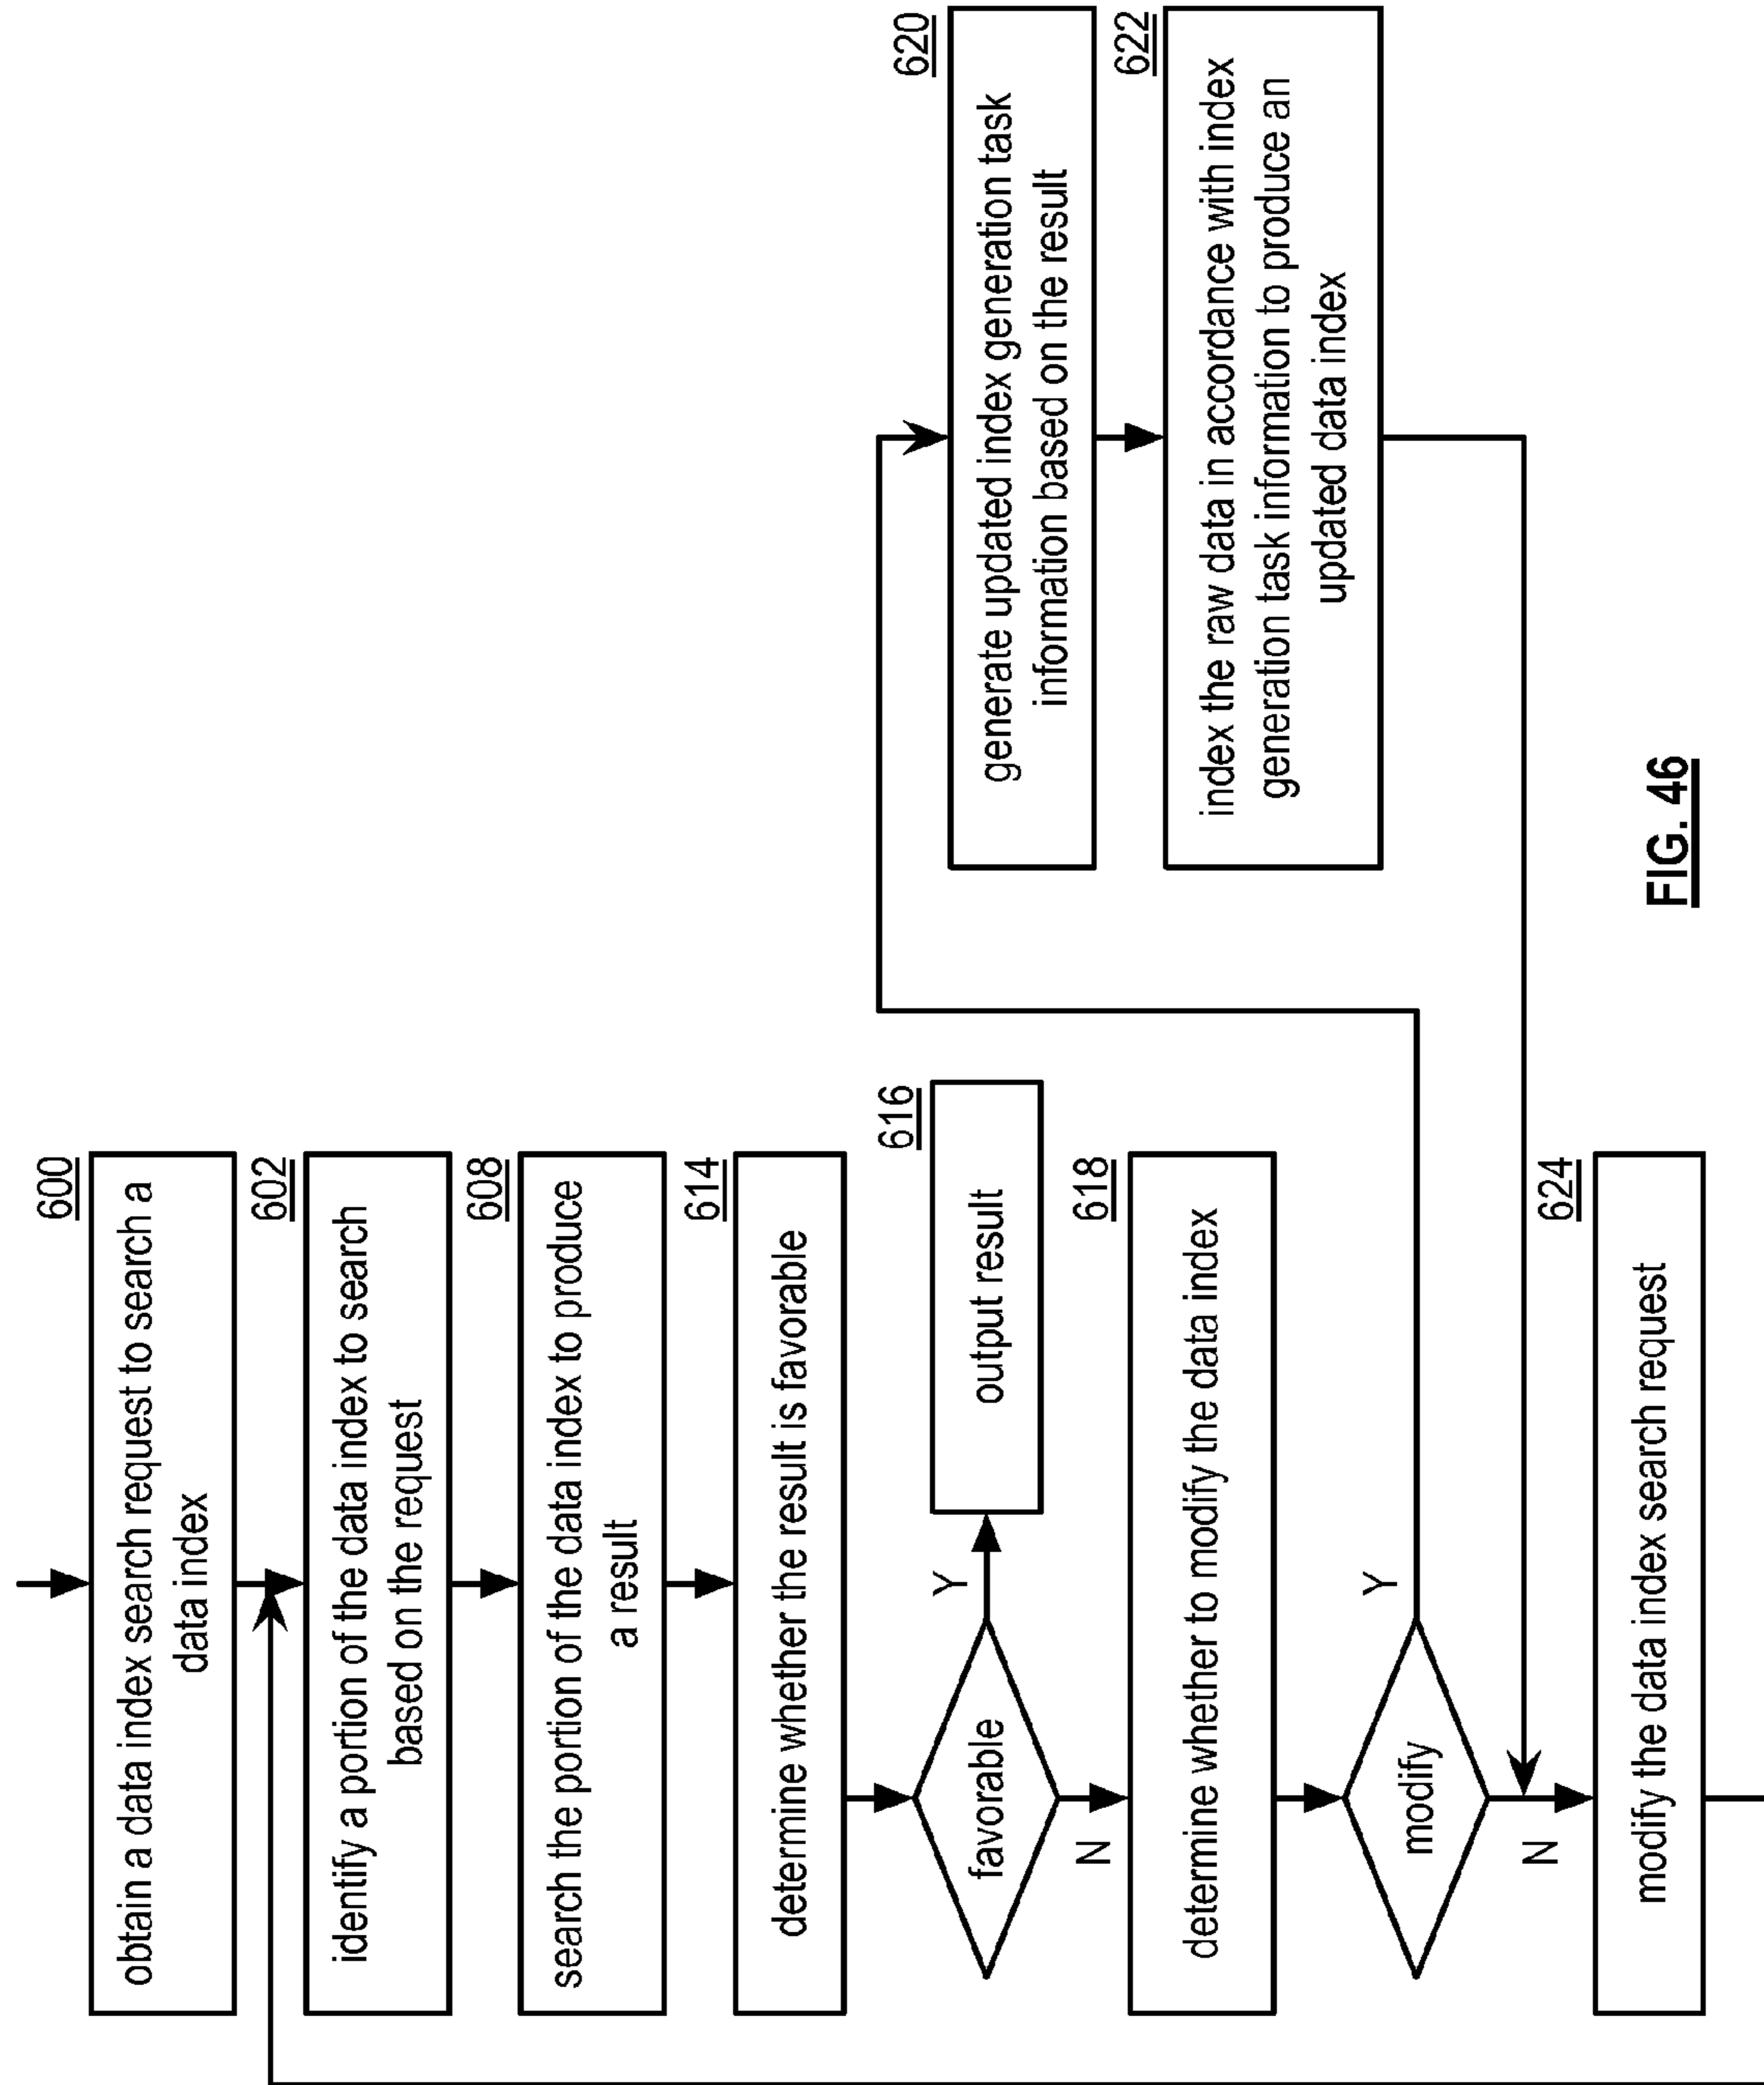 600
obtain a data index search request to search a
data index
602
identify a portion of the data index to search
based on the request
608
search the portion of the data index to produce
a result
614
determine whether the result is favorable
favorable
Y
616
output result
N
618
determine whether to modify the data index
modify
Y
N
620
generate updated index generation task
information based on the result
622
index the raw data in accordance with index
generation task information to produce an
updated data index
624
modify the data index search request
FIG. 46